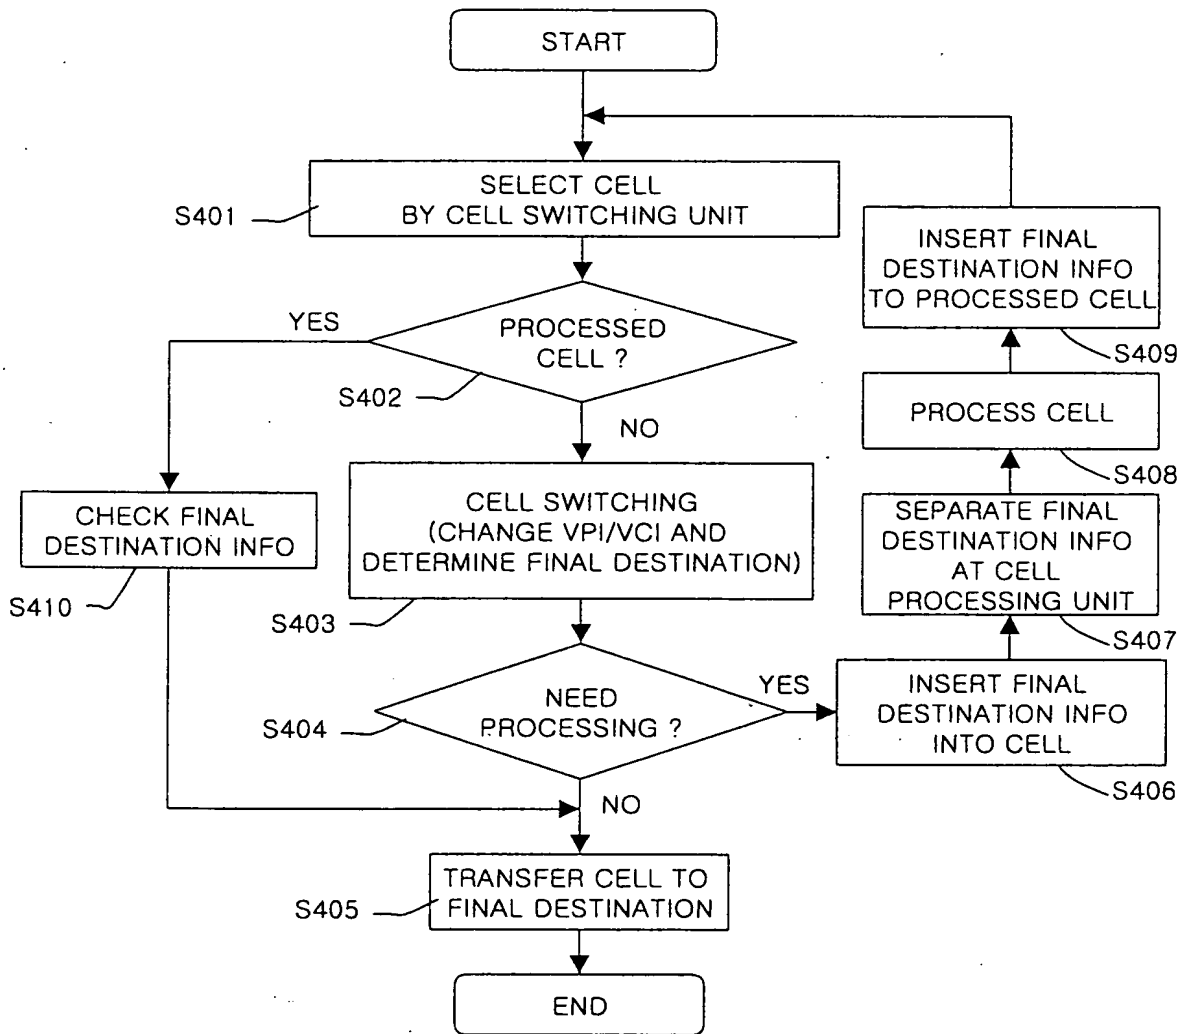 START
SELECT CELL
BY CELL SWITCHING UNIT
S401
PROCESSED
CELL ?
YES
S402
NO
CELL SWITCHING
(CHANGE VPI/VCI AND
DETERMINE FINAL DESTINATION)
S403
CHECK FINAL
DESTINATION INFO
S410
NEED
PROCESSING ?
S404
YES
NO
TRANSFER CELL TO
FINAL DESTINATION
S405
END
INSERT FINAL
DESTINATION INFO
INTO CELL
S406
SEPARATE FINAL
DESTINATION INFO
AT CELL
PROCESSING UNIT
S407
PROCESS CELL
S408
INSERT FINAL
DESTINATION INFO
TO PROCESSED CELL
S409